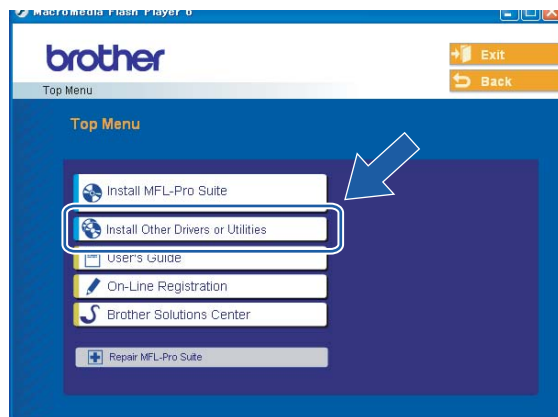 Macromedia Flash Player 6
brother
Exit
Back
Top Menu
Top Menu
Install MFL-Pro Suite
Install Other Drivers or Utilities
User's Guide
On-Line Registration
Brother Solutions Center
Repair MFL-Pro Suite